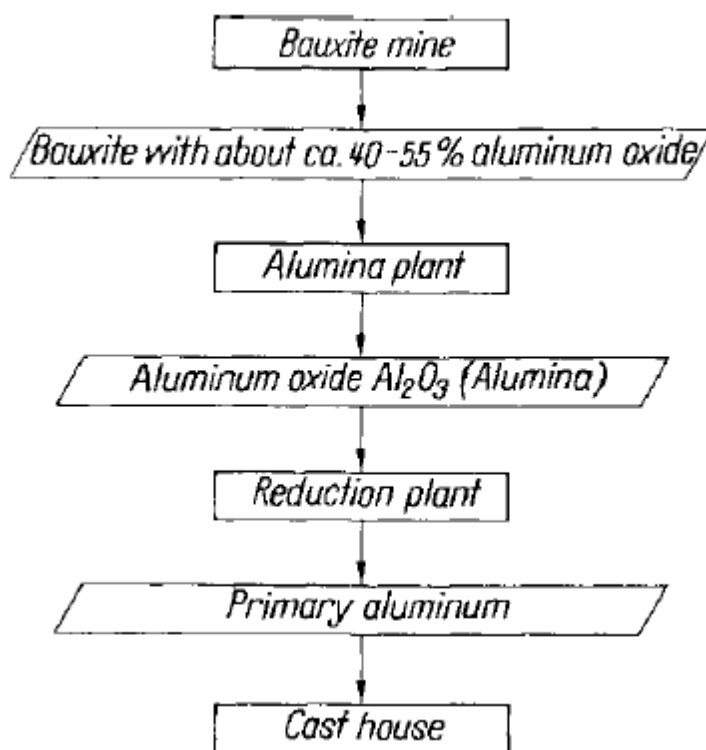 Bauxite mine
Bauxite with about ca. 40-55% aluminum oxide
Alumina plant
Aluminum oxide Al₂O₃ (Alumina)
Reduction plant
Primary aluminum
Cast house